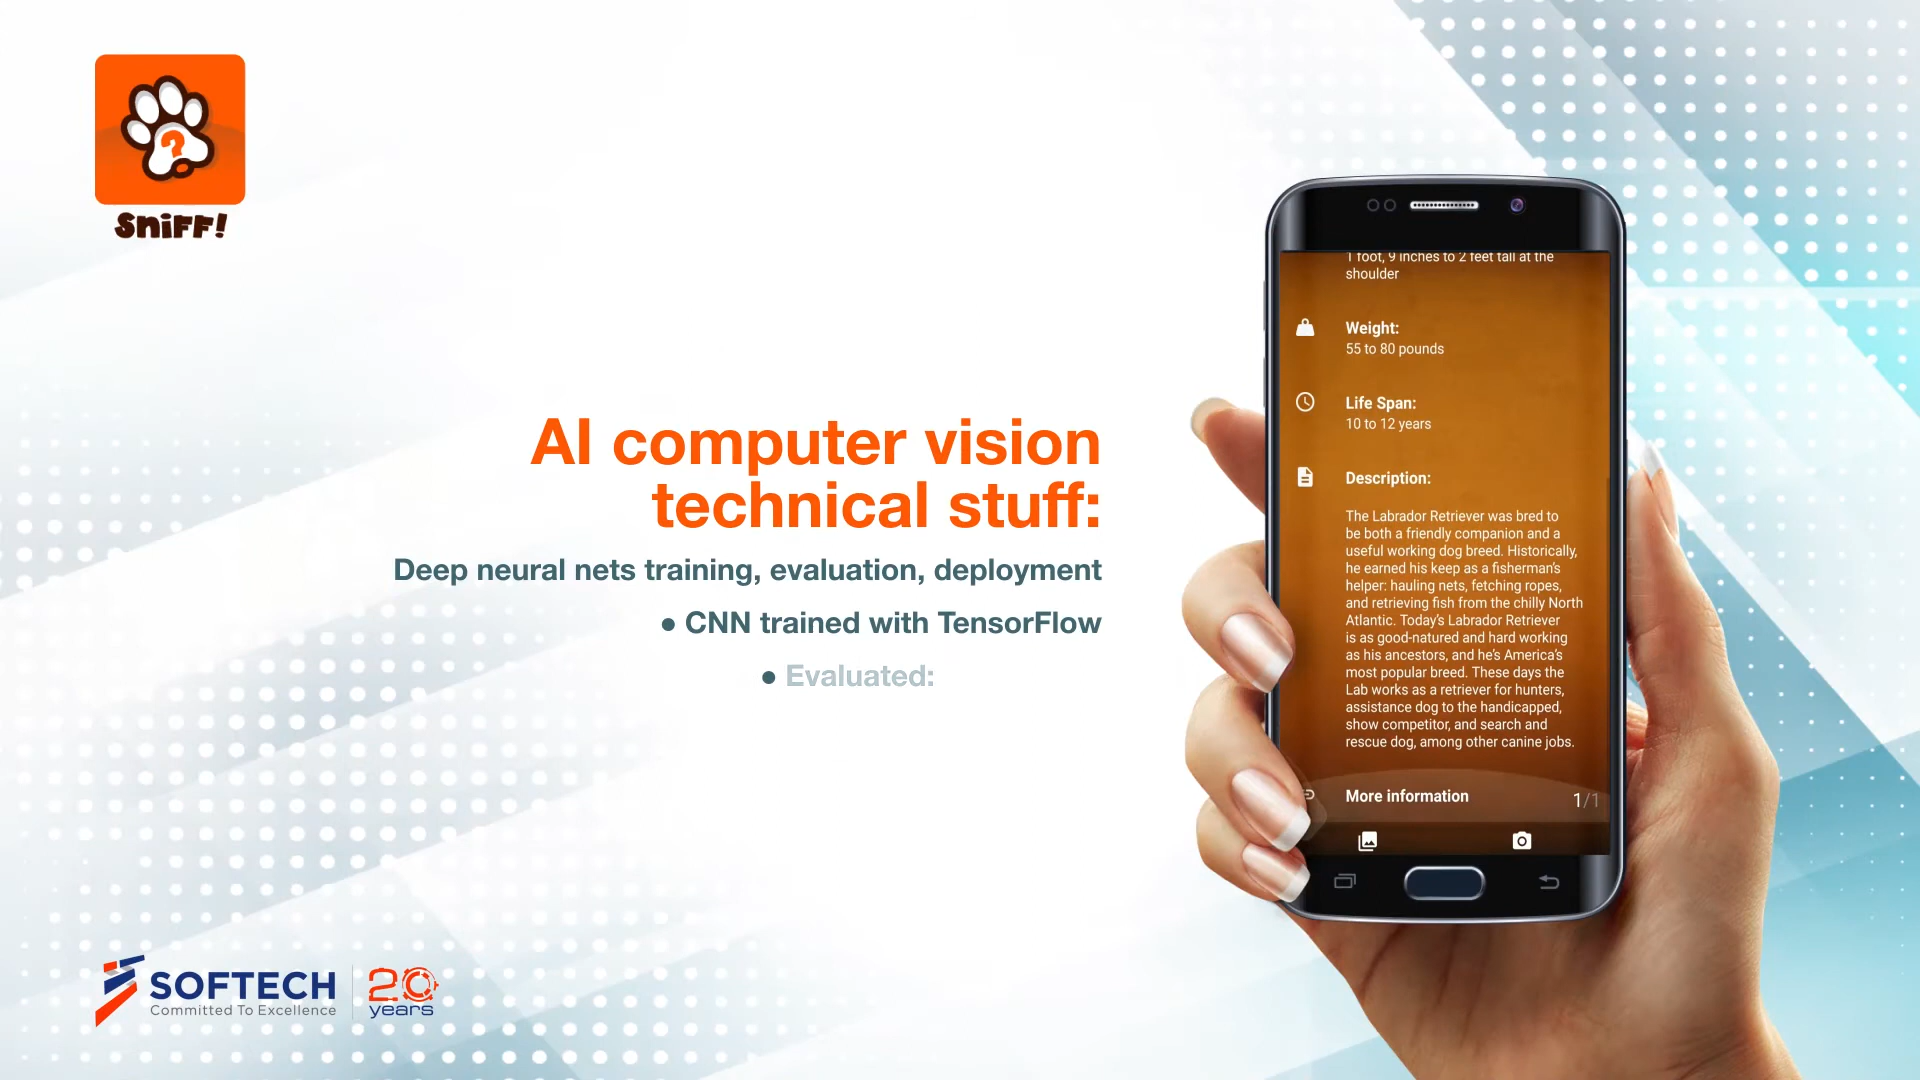 ?
SniFF!
AI computer vision
technical stuff:
Deep neural nets training, evaluation, deployment
● CNN trained with TensorFlow
● Evaluated:
SOFTECH
Committed To Excellence
20
years
1 foot, 9 inches to 2 feet tall at the
shoulder
Weight:
55 to 80 pounds
Life Span:
10 to 12 years
Description:
The Labrador Retriever was bred to
be both a friendly companion and a
useful working dog breed. Historically,
he earned his keep as a fisherman's
helper: hauling nets, fetching ropes,
and retrieving fish from the chilly North
Atlantic. Today's Labrador Retriever
is as good-natured and hard working
as his ancestors, and he's America's
most popular breed. These days the
Lab works as a retriever for hunters,
assistance dog to the handicapped,
show competitor, and search and
rescue dog, among other canine jobs.
More information
1/1